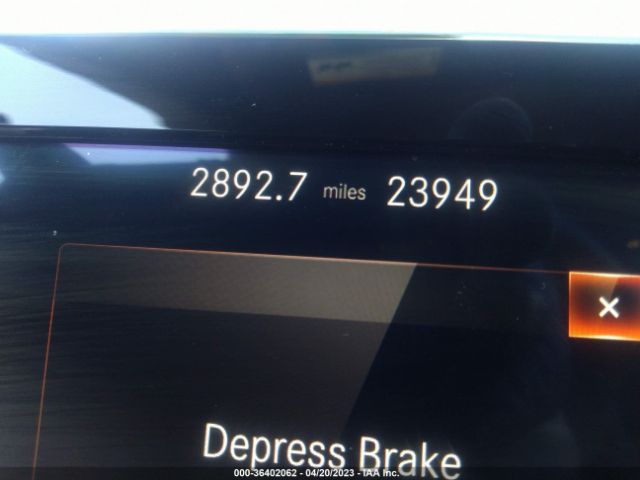 2892.7 miles 23949
×
Depress Brake
000-36402062 - 04/20/2023 - IAA Inc.